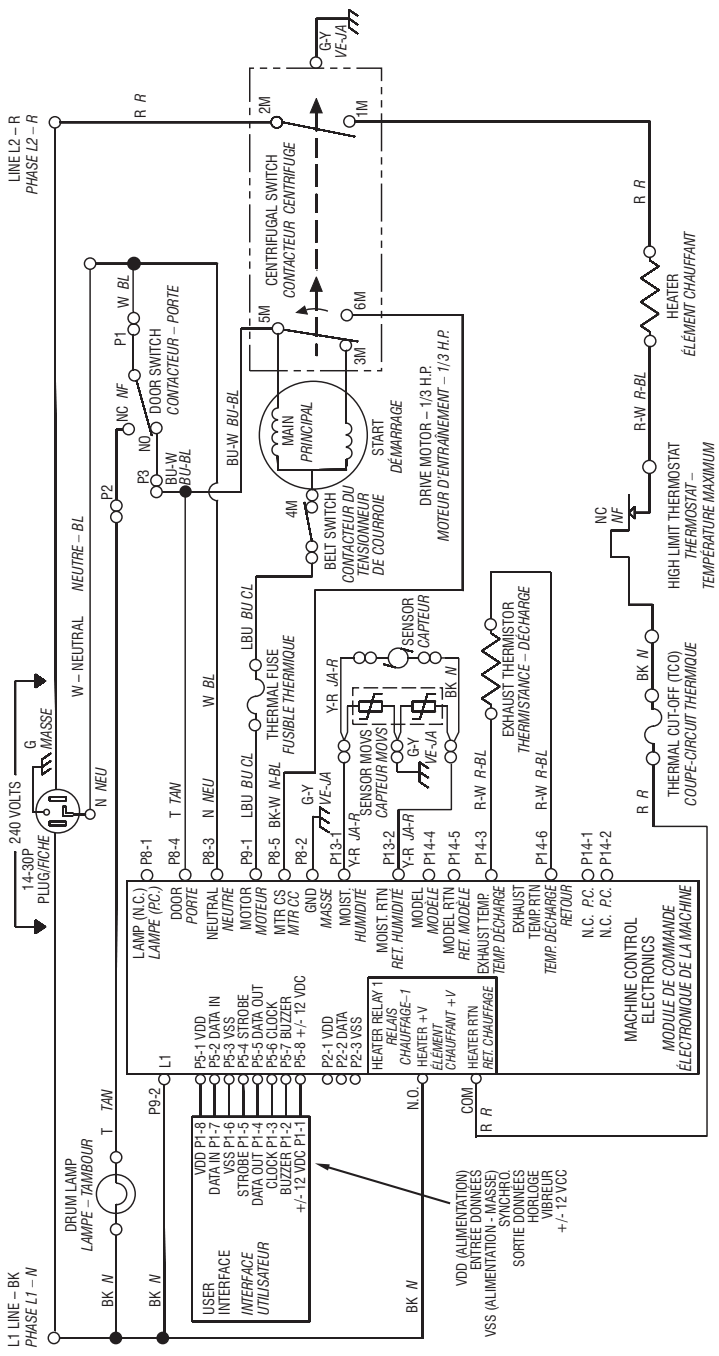 L1 LINE – BK
PHASE L1 – N
240 VOLTS
14-30P
PLUG/FICHE
G
MASSE
LINE L2 – R
PHASE L2 – R
N NEU
W – NEUTRAL
NEUTRE – BL
DRUM LAMP
LAMPE – TAMBOUR
BK N
T TAN
P2
NC NF
P1
W BL
NO
DOOR SWITCH
CONTACTEUR – PORTE
P3
BU-W
BU-BL
R R
BK N
P9-2
L1
LAMP (N.C.)
LAMPE (P.C.)
P8-1
DOOR
PORTE
P8-4
T TAN
NEUTRAL
NEUTRE
P8-3
N NEU
W BL
BU-W BU-BL
MOTOR
MOTEUR
P9-1
LBU BU CL
THERMAL FUSE
FUSIBLE THERMIQUE
LBU BU CL
BELT SWITCH
CONTACTEUR DU
TENSIONNEUR
DE COURROIE
4M
MAIN
PRINCIPAL
START
DÉMARRAGE
5M
3M
6M
CENTRIFUGAL SWITCH
CONTACTEUR CENTRIFUGE
2M
1M
G-Y
VE-JA
DRIVE MOTOR – 1/3 H.P.
MOTEUR D'ENTRAÎNEMENT – 1/3 H.P.
MTR CS
MTR CC
P8-5
BK-W N-BL
GND
MASSE
P8-2
G-Y
VE-JA
USER
INTERFACE
INTERFACE
UTILISATEUR
VDD P1-8
DATA IN P1-7
VSS P1-6
STROBE P1-5
DATA OUT P1-4
CLOCK P1-3
BUZZER P1-2
+/- 12 VDC P1-1
P5-1 VDD
P5-2 DATA IN
P5-3 VSS
P5-4 STROBE
P5-5 DATA OUT
P5-6 CLOCK
P5-7 BUZZER
P5-8 +/- 12 VDC
P2-1 VDD
P2-2 DATA
P2-3 VSS
MOIST.
HUMIDITÉ
P13-1
Y-R JA-R
Y-R JA-R
SENSOR MOVS
CAPTEUR MOVS
SENSOR
CAPTEUR
G-Y
VE-JA
BK N
MOIST. RTN
RET. HUMIDITÉ
P13-2
Y-R JA-R
MODEL
MODÈLE
P14-4
MODEL RTN
RET. MODÈLE
P14-5
EXHAUST TEMP.
TEMP. DÉCHARGE
P14-3
R-W R-BL
EXHAUST THERMISTOR
THERMISTANCE – DÉCHARGE
EXHAUST
TEMP. RTN
TEMP. DÉCHARGE
RETOUR
P14-6
R-W R-BL
N.C. P.C.
P14-1
N.C. P.C.
P14-2
HEATER RELAY 1
RELAIS
CHAUFFAGE-1
HEATER +V
ÉLÉMENT
CHAUFFANT +V
HEATER RTN
RET. CHAUFFAGE
BK N
N.O.
COM
R R
MACHINE CONTROL
ELECTRONICS
MODULE DE COMMANDE
ÉLECTRONIQUE DE LA MACHINE
VDD (ALIMENTATION)
ENTRÉE DONNÉES
VSS (ALIMENTATION - MASSE)
SYNCHRO.
SORTIE DONNÉES
HORLOGE
VIBREUR
+/- 12 VCC
R R
THERMAL CUT-OFF (TCO)
COUPE-CIRCUIT THERMIQUE
BK N
NC
NF
HIGH LIMIT THERMOSTAT
THERMOSTAT –
TEMPÉRATURE MAXIMUM
R-W R-BL
HEATER
ÉLÉMENT CHAUFFANT
R R